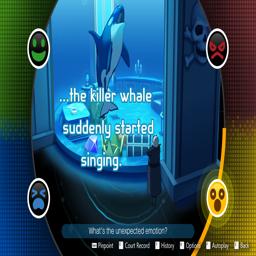 ...the killer whale
suddenly started
singing.
What's the unexpected emotion?
Pinpoint Court Record History Options Autoplay Back